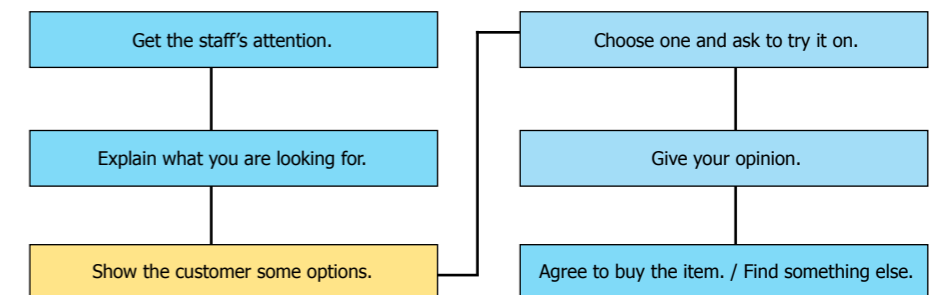 Get the staff’s attention.
Explain what you are looking for.
Show the customer some options.
Choose one and ask to try it on.
Give your opinion.
Agree to buy the item. / Find something else.